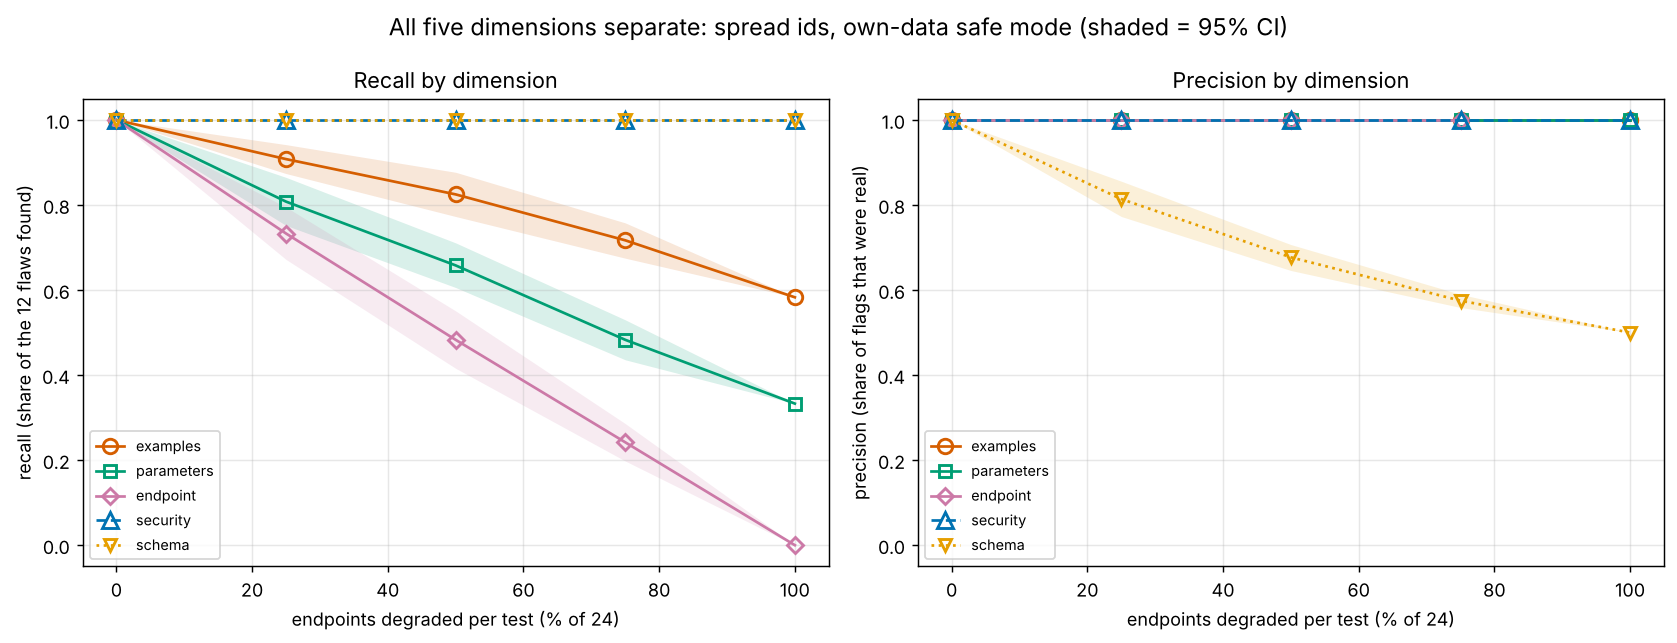 All five dimensions separate: spread ids, own-data safe mode (shaded = 95% CI)
Recall by dimension
recall (share of the 12 flaws found)
1.0
0.8
0.6
0.4
0.2
0.0
examples
parameters
endpoint
security
schema
0
20
40
60
80
100
endpoints degraded per test (% of 24)
Precision by dimension
precision (share of flags that were real)
1.0
0.8
0.6
0.4
0.2
0.0
examples
parameters
endpoint
security
schema
0
20
40
60
80
100
endpoints degraded per test (% of 24)